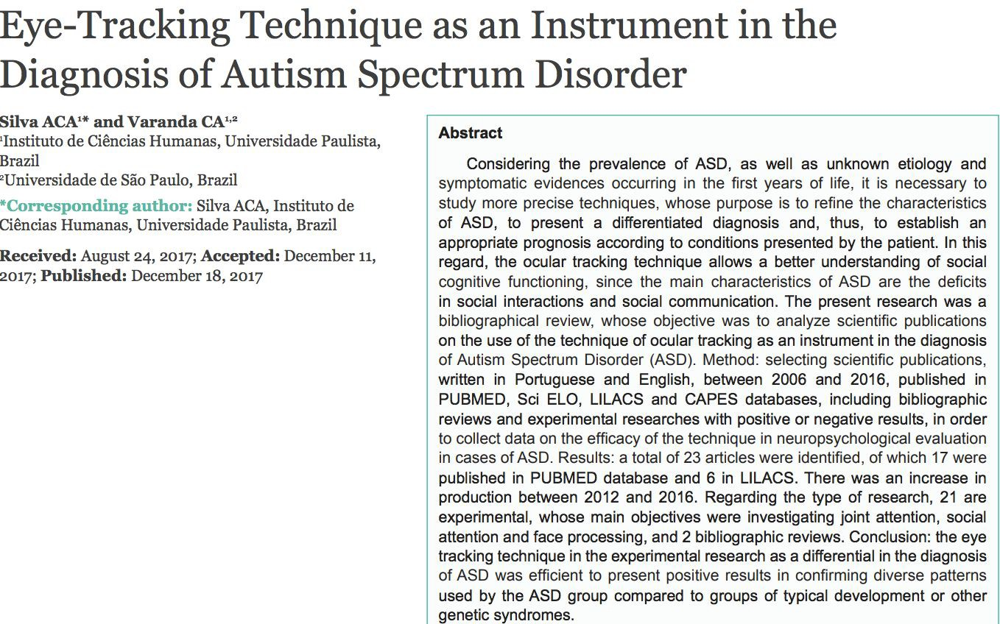 Eye-Tracking Technique as an Instrument in the
Diagnosis of Autism Spectrum Disorder
Silva ACA¹* and Varanda CA¹,²
¹Instituto de Ciências Humanas, Universidade Paulista,
Brazil
²Universidade de São Paulo, Brazil
*Corresponding author: Silva ACA, Instituto de
Ciências Humanas, Universidade Paulista, Brazil
Received: August 24, 2017; Accepted: December 11,
2017; Published: December 18, 2017
Abstract
Considering the prevalence of ASD, as well as unknown etiology and
symptomatic evidences occurring in the first years of life, it is necessary to
study more precise techniques, whose purpose is to refine the characteristics
of ASD, to present a differentiated diagnosis and, thus, to establish an
appropriate prognosis according to conditions presented by the patient. In this
regard, the ocular tracking technique allows a better understanding of social
cognitive functioning, since the main characteristics of ASD are the deficits
in social interactions and social communication. The present research was a
bibliographical review, whose objective was to analyze scientific publications
on the use of the technique of ocular tracking as an instrument in the diagnosis
of Autism Spectrum Disorder (ASD). Method: selecting scientific publications,
written in Portuguese and English, between 2006 and 2016, published in
PUBMED, Sci ELO, LILACS and CAPES databases, including bibliographic
reviews and experimental researches with positive or negative results, in order
to collect data on the efficacy of the technique in neuropsychological evaluation
in cases of ASD. Results: a total of 23 articles were identified, of which 17 were
published in PUBMED database and 6 in LILACS. There was an increase in
production between 2012 and 2016. Regarding the type of research, 21 are
experimental, whose main objectives were investigating joint attention, social
attention and face processing, and 2 bibliographic reviews. Conclusion: the eye
tracking technique in the experimental research as a differential in the diagnosis
of ASD was efficient to present positive results in confirming diverse patterns
used by the ASD group compared to groups of typical development or other
genetic syndromes.